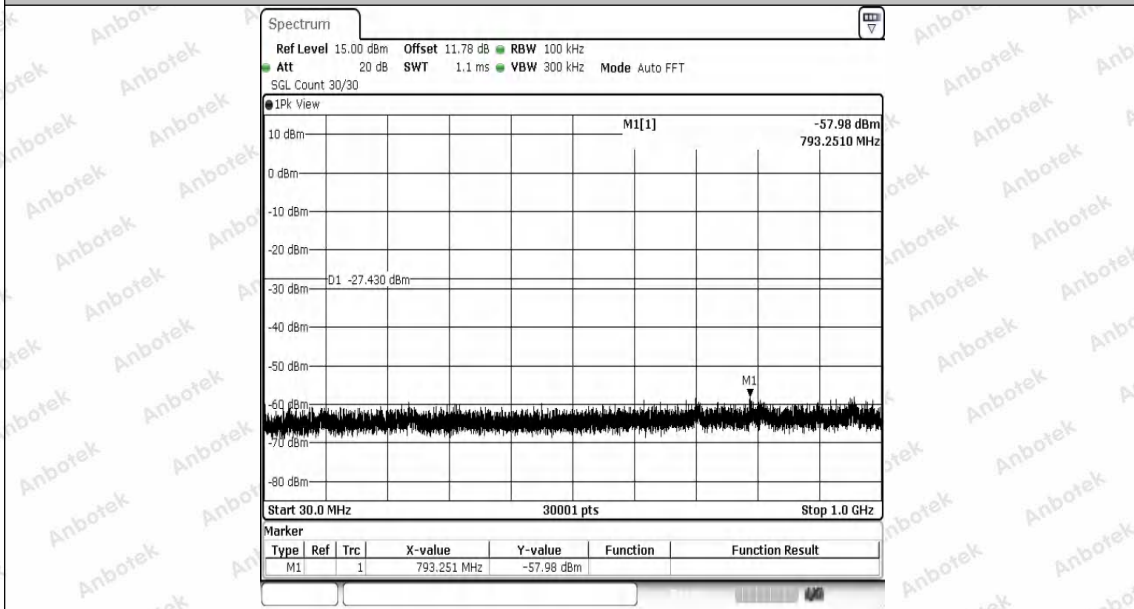 Spectrum
Ref Level 15.00 dBm Offset 11.78 dB RBW 100 kHz
Att 20 dB SWT 1.1 ms VBW 300 kHz Mode Auto FFT
SGL Count 30/30
1Pk View
M1[1] -57.98 dBm
793.2510 MHz
10 dBm
0 dBm
-10 dBm
-20 dBm
D1 -27.430 dBm
-30 dBm
-40 dBm
-50 dBm
M1
-60 dBm
-70 dBm
-80 dBm
Start 30.0 MHz 30001 pts Stop 1.0 GHz
Marker
Type Ref Trc X-value Y-value Function Function Result
M1 1 793.251 MHz -57.98 dBm
Anbotek